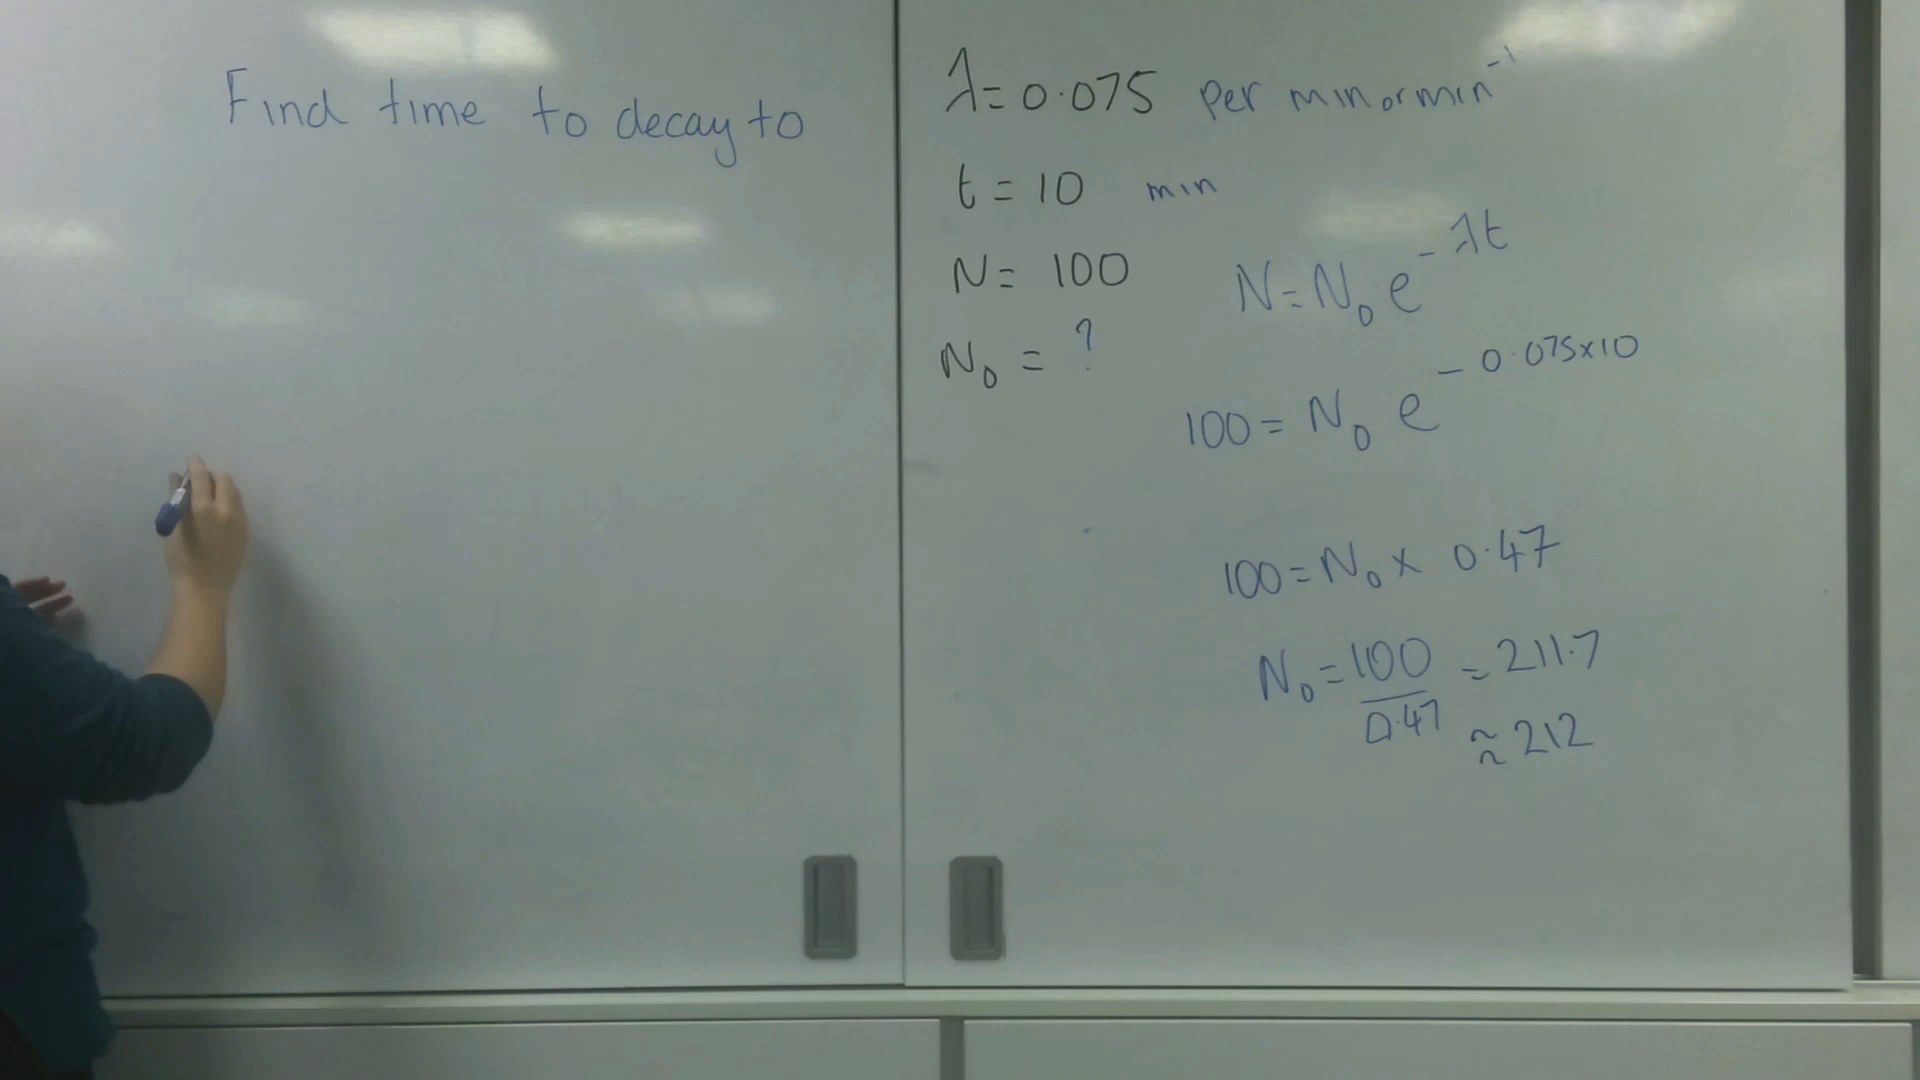 Find time to decay to
λ = 0.075 per min or min⁻¹
t = 10 min
N = 100
N₀ = ?
N = N₀ e^(-λt)
100 = N₀ e^(-0.075×10)
100 = N₀ × 0.47
N₀ = 100/0.47 = 211.7
≈ 212